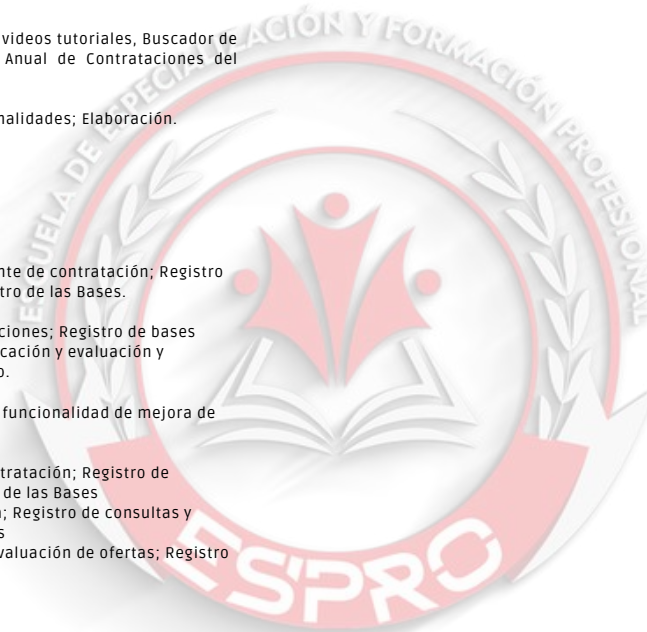 videos tutoriales, Buscador de
Anual de Contrataciones del
nalidades; Elaboración.
nte de contratación; Registro
tro de las Bases.
ciones; Registro de bases
cación y evaluación y
o.
funcionalidad de mejora de
tratación; Registro de
de las Bases
; Registro de consultas y
s
valuación de ofertas; Registro
ESCUELA DE ESPECIALIZACIÓN Y FORMACIÓN PROFESIONAL
ESPRO